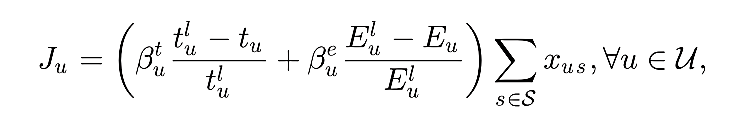 J_u = \left( \beta_u^t \frac{t_u^l - t_u}{t_u^l} + \beta_u^e \frac{E_u^l - E_u}{E_u^l} \right) \sum_{s \in \mathcal{S}} x_{us}, \forall u \in \mathcal{U},